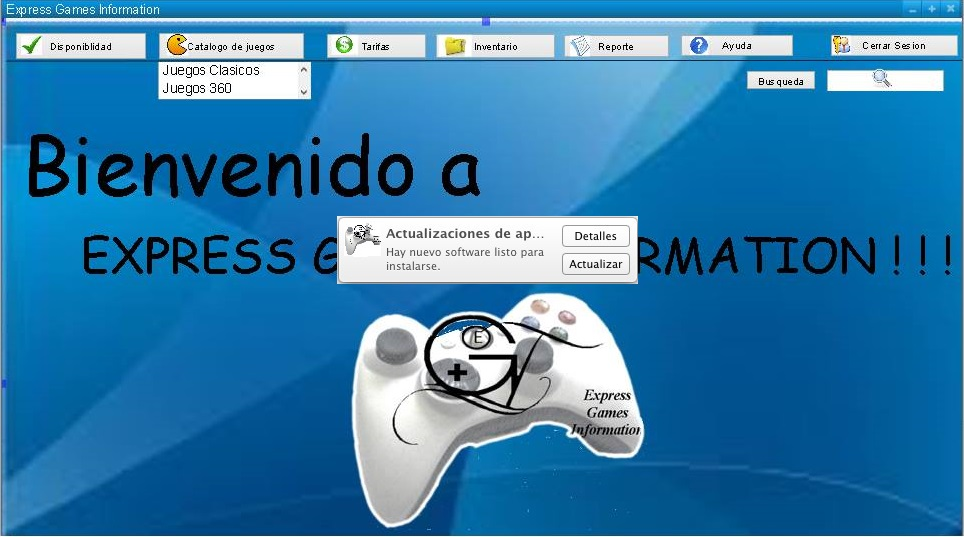 Express Games Information
Disponiblidad
Catalogo de juegos
Tarifas
Inventario
Reporte
Ayuda
Cerrar Sesion
Juegos Clasicos
Juegos 360
Busqueda
Bienvenido a
EXPRESS G RMATION ! ! !
Actualizaciones de ap...
Hay nuevo software listo para
instalarse.
Detalles
Actualizar
E
G
Express
Games
Information